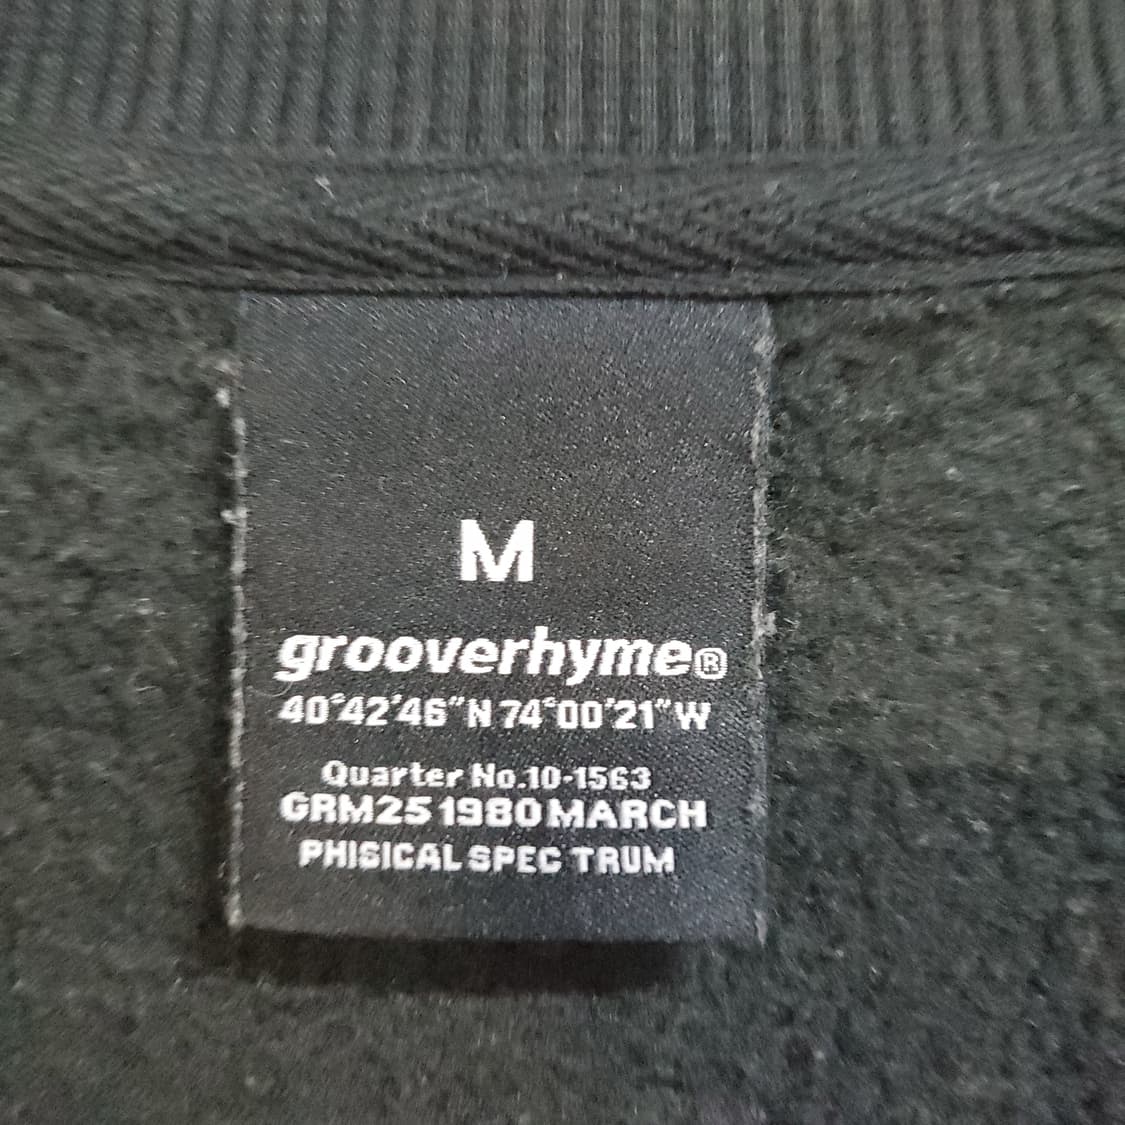 M
grooverhyme®
40°42'46"N 74°00'21"W
Quarter No.10-1563
GRM25 1980 MARCH
PHISICAL SPEC TRUM